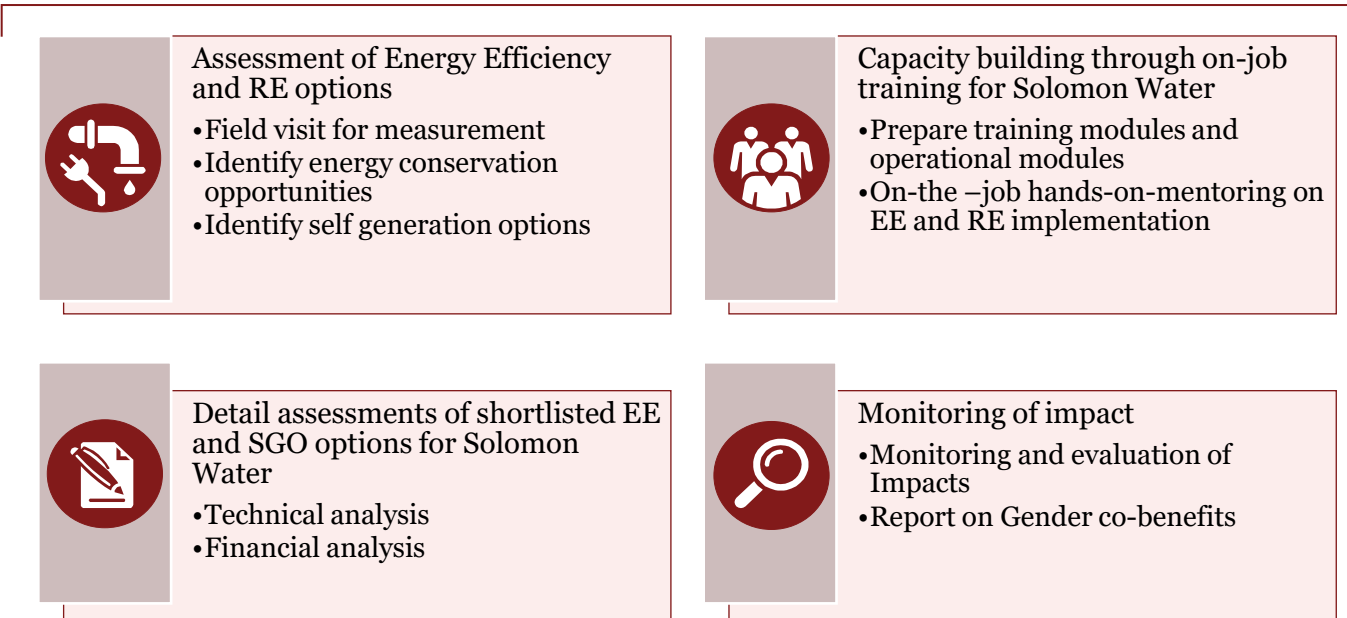 Assessment of Energy Efficiency
and RE options
•Field visit for measurement
•Identify energy conservation
opportunities
•Identify self generation options
Capacity building through on-job
training for Solomon Water
•Prepare training modules and
operational modules
•On-the –job hands-on-mentoring on
EE and RE implementation
Detail assessments of shortlisted EE
and SGO options for Solomon
Water
•Technical analysis
•Financial analysis
Monitoring of impact
•Monitoring and evaluation of
Impacts
•Report on Gender co-benefits